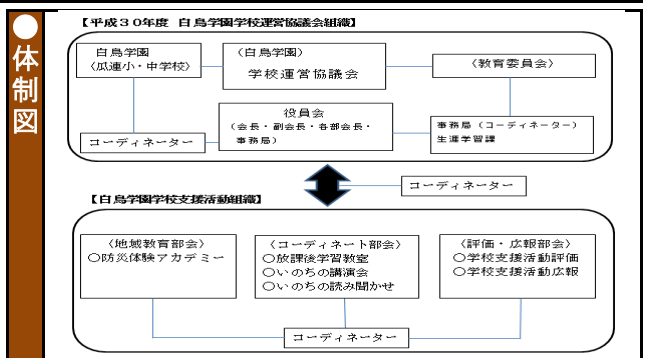 ●体制図
【平成30年度 白鳥学園学校運営協議会組織】
白鳥学園
(瓜連小・中学校)
(白鳥学園)
学校運営協議会
(教育委員会)
役員会
(会長・副会長・各部会長・
事務局)
事務局(コーディネーター)
生涯学習課
コーディネーター
コーディネーター
【白鳥学園学校支援活動組織】
(地域教育部会)
○防災体験アカデミー
(コーディネート部会)
○放課後学習教室
○いのちの講演会
○いのちの読み聞かせ
(評価・広報部会)
○学校支援活動評価
○学校支援活動広報
コーディネーター